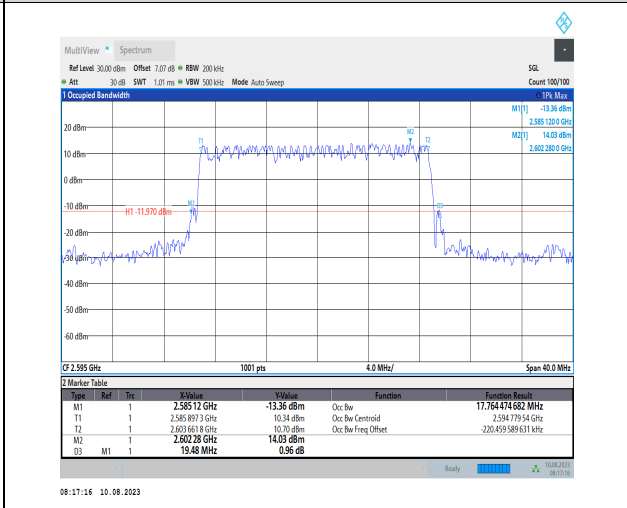 MultiView Spectrum
Ref Level 30.00 dBm Offset 7.07 dB RBW 200 kHz SGL
Att 30 dB SWT 1.01 ms VBW 500 kHz Mode Auto Sweep Count 100/100
1 Occupied Bandwidth 1Pk Max
M1[1] -13.36 dBm
2.585 120 0 GHz
M2[1] 14.03 dBm
2.602 280 0 GHz
20 dBm
T1 M2 T2
10 dBm
0 dBm
-10 dBm
M1 D3
H1 -11.970 dBm
-20 dBm
-30 dBm
-40 dBm
-50 dBm
-60 dBm
CF 2.595 GHz 1001 pts 4.0 MHz/ Span 40.0 MHz
2 Marker Table
Type Ref Trc X-Value Y-Value Function Function Result
M1 1 2.585 12 GHz -13.36 dBm Occ Bw 17.764 474 682 MHz
T1 1 2.585 897 3 GHz 10.34 dBm Occ Bw Centroid 2.594 779 54 GHz
T2 1 2.603 661 8 GHz 10.70 dBm Occ Bw Freq Offset -220.459 589 631 kHz
M2 1 2.602 28 GHz 14.03 dBm
D3 M1 1 19.48 MHz 0.96 dB
Ready 10.08.2023
08:17:16
08:17:16 10.08.2023